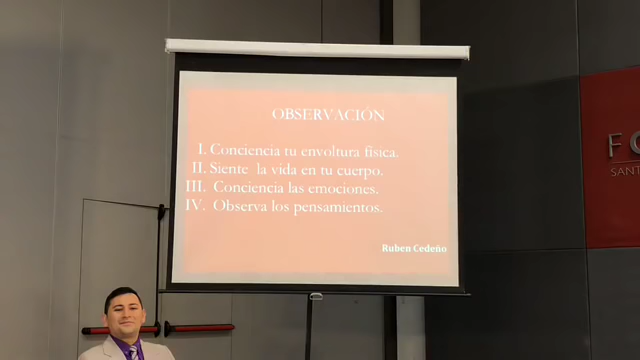 OBSERVACIÓN
I. Conciencia tu envoltura física.
II. Siente la vida en tu cuerpo.
III. Conciencia las emociones.
IV. Observa los pensamientos.
Ruben Cedeño